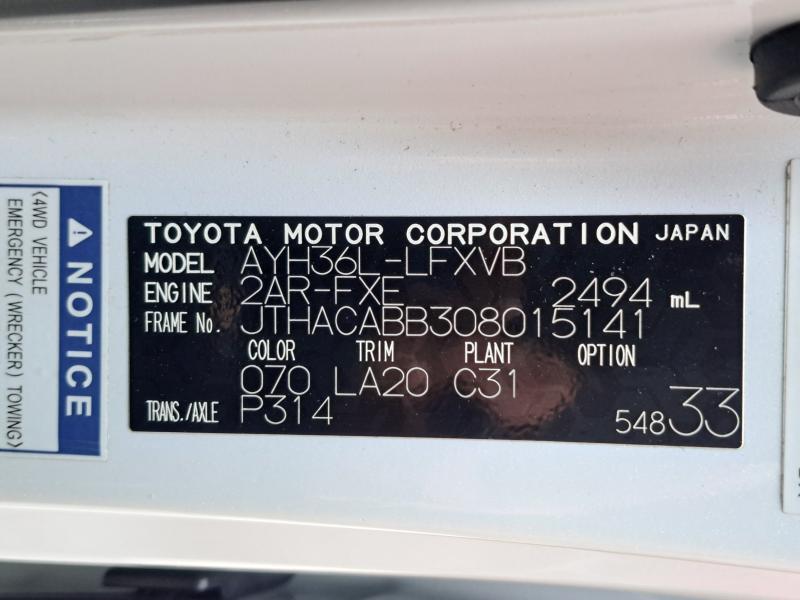 TOYOTA MOTOR CORPORATION JAPAN
MODEL AYH36L-LFXVB
ENGINE 2AR-FXE 2494 mL
FRAME No. JTHACABB308015141
COLOR TRIM PLANT OPTION
070 LA20 C31
TRANS./AXLE P314
54833
NOTICE
(4WD VEHICLE
EMERGENCY (WRECKER) TOWING)